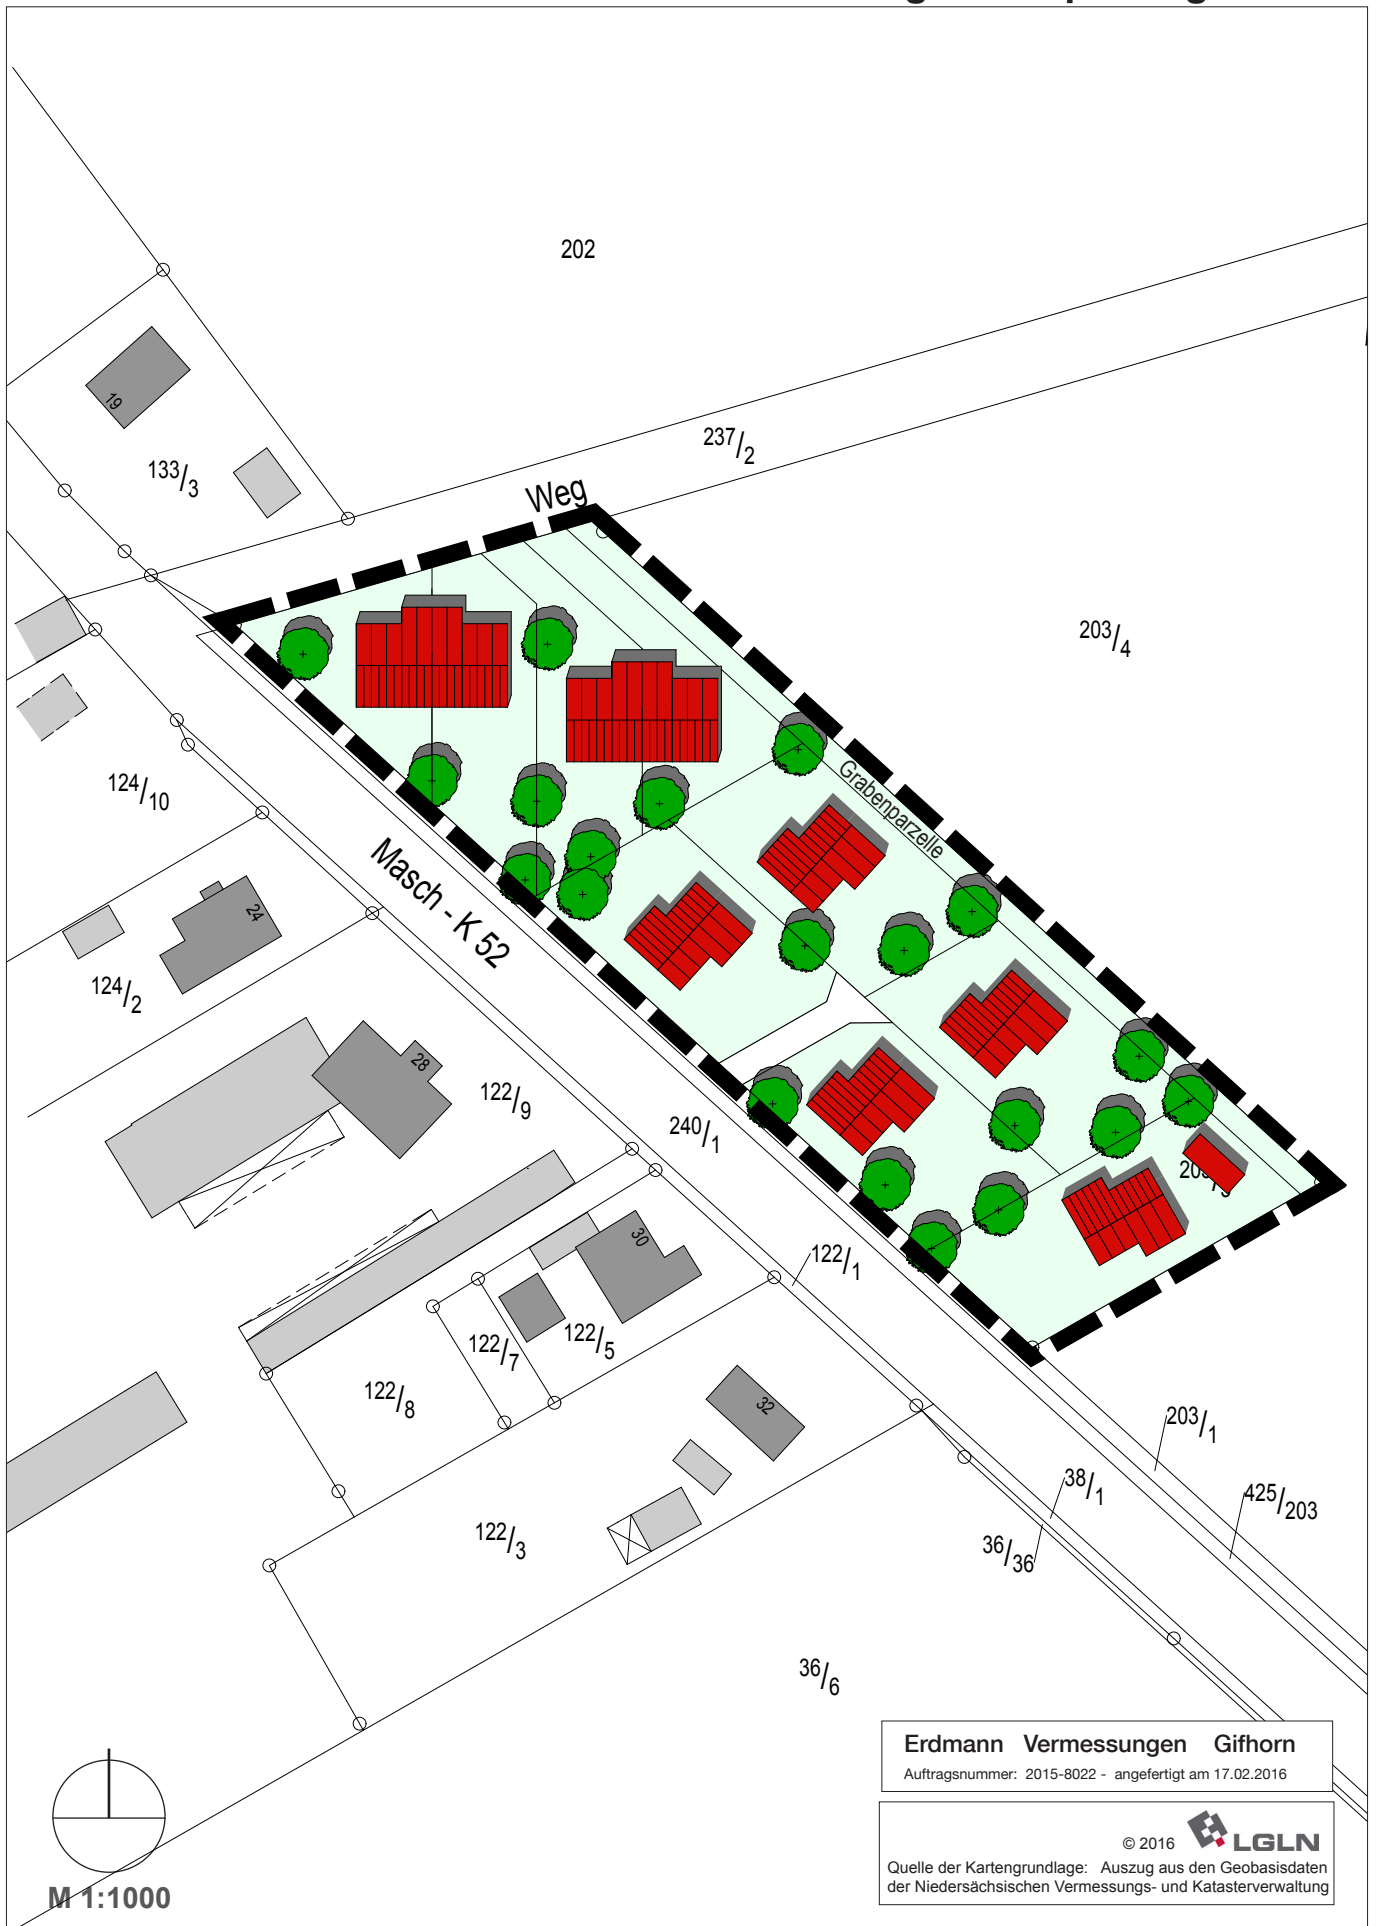 202
237/2
Weg
19
133/3
203/4
124/10
Grabenparzelle
Masch - K 52
24
124/2
28
122/9
240/1
30
122/1
122/7
122/5
122/8
32
203/1
38/1
425/203
122/3
36/36
36/6
Erdmann Vermessungen Gifhorn
Auftragsnummer: 2015-8022 - angefertigt am 17.02.2016
© 2016 LGLN
Quelle der Kartengrundlage: Auszug aus den Geobasisdaten
der Niedersächsischen Vermessungs- und Katasterverwaltung
M 1:1000